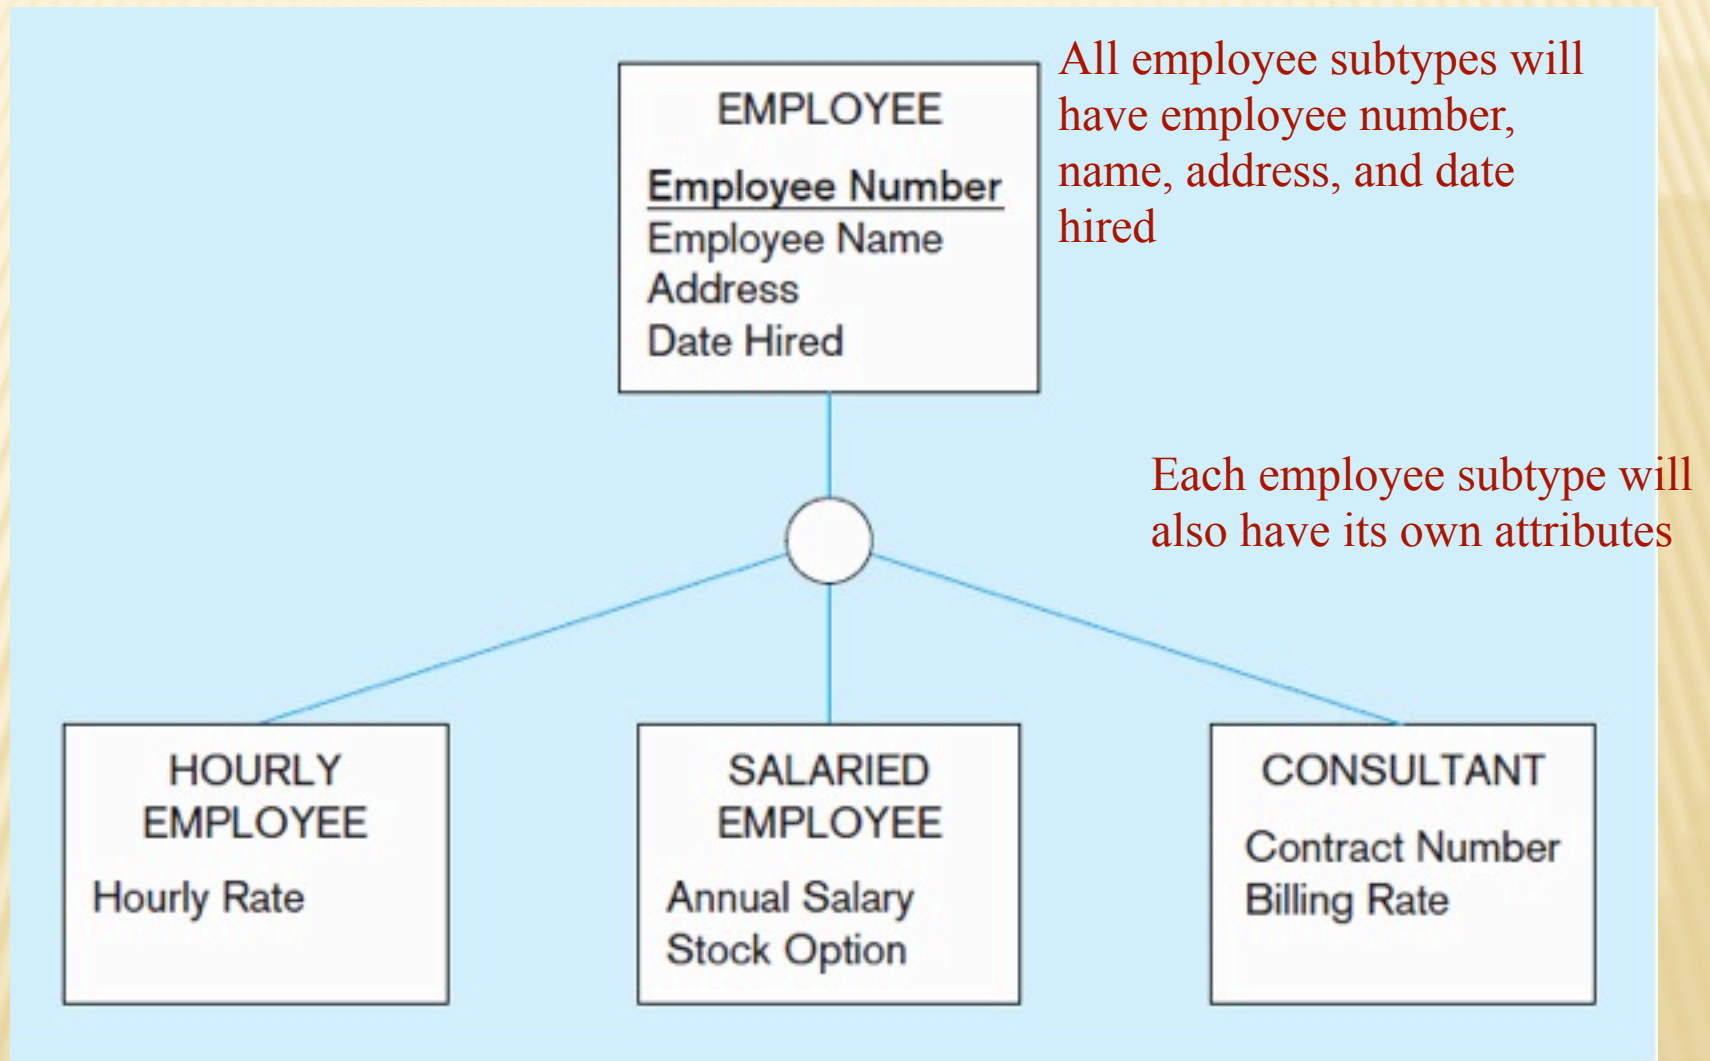 EMPLOYEE
Employee Number
Employee Name
Address
Date Hired
All employee subtypes will
have employee number,
name, address, and date
hired
Each employee subtype will
also have its own attributes
HOURLY
EMPLOYEE
Hourly Rate
SALARIED
EMPLOYEE
Annual Salary
Stock Option
CONSULTANT
Contract Number
Billing Rate